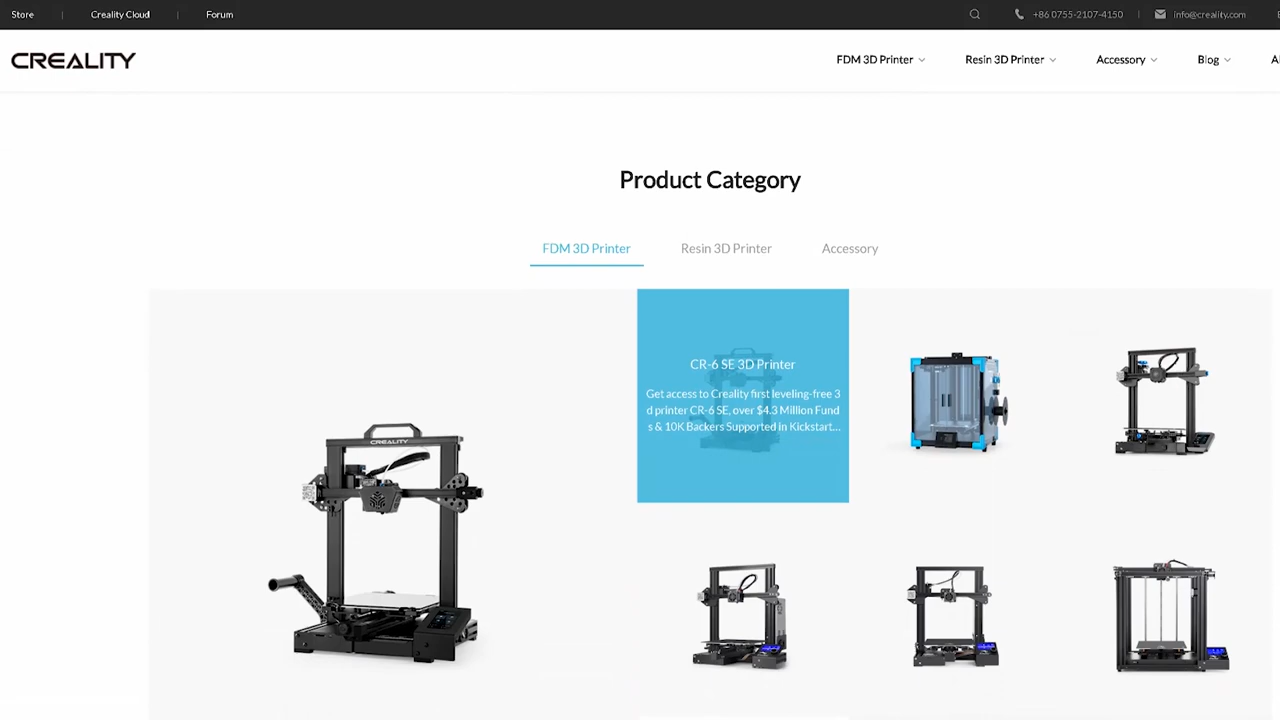 Store
Creality Cloud
Forum
+86 0755-2107-4150
info@creality.com
CREALITY
FDM 3D Printer
Resin 3D Printer
Accessory
Blog
Product Category
FDM 3D Printer
Resin 3D Printer
Accessory
CR-6 SE 3D Printer
Get access to Creality first leveling-free 3
d printer CR-6 SE, over $4.3 Million Fund
s & 10K Backers Supported in Kickstart...
CREALITY